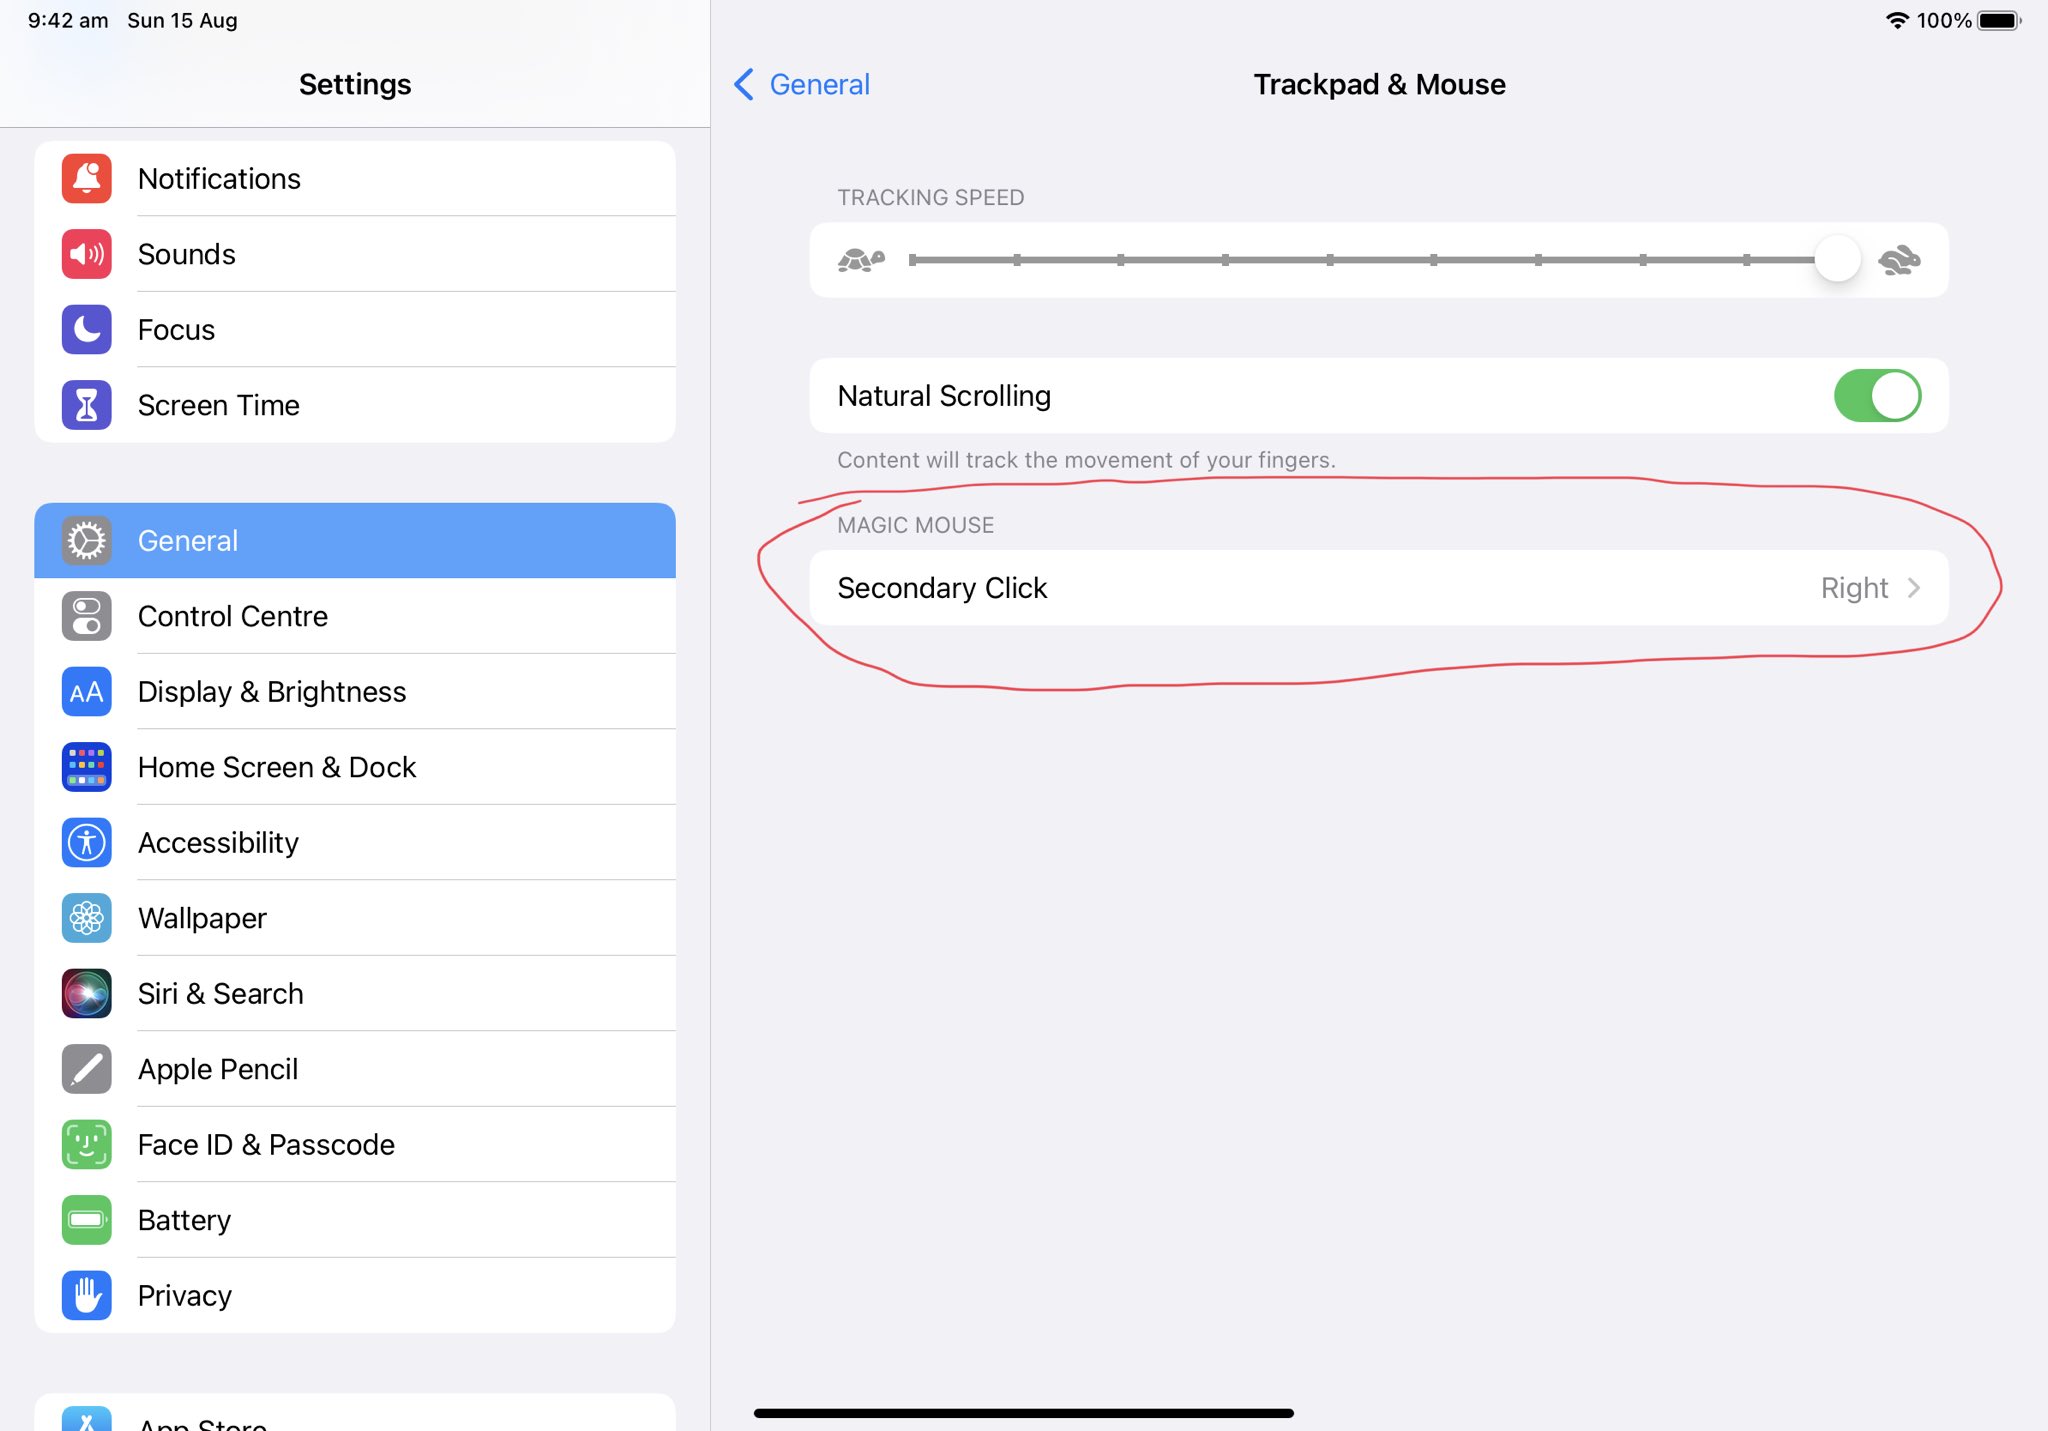 9:42 am Sun 15 Aug
100%
Settings
Notifications
Sounds
Focus
Screen Time
General
Control Centre
AA Display & Brightness
Home Screen & Dock
Accessibility
Wallpaper
Siri & Search
Apple Pencil
Face ID & Passcode
Battery
Privacy
App Store
General
Trackpad & Mouse
TRACKING SPEED
Natural Scrolling
Content will track the movement of your fingers.
MAGIC MOUSE
Secondary Click Right